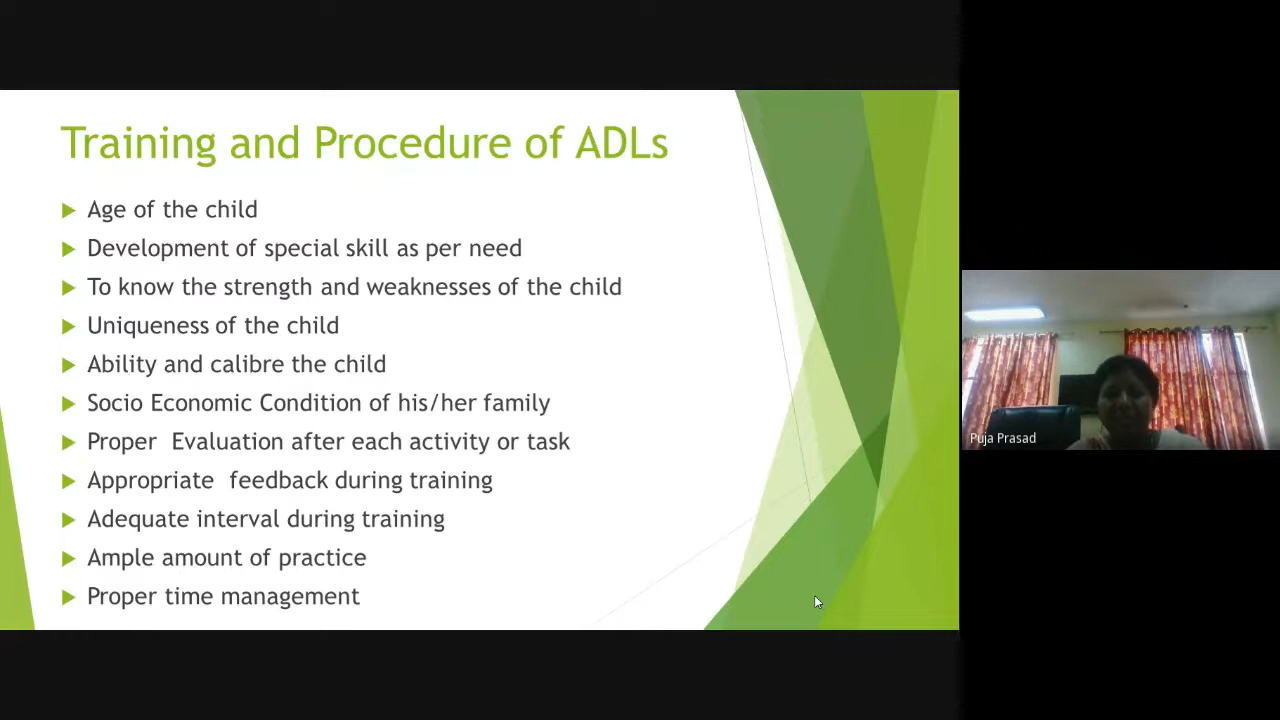 Training and Procedure of ADLs
Age of the child
Development of special skill as per need
To know the strength and weaknesses of the child
Uniqueness of the child
Ability and calibre the child
Socio Economic Condition of his/her family
Proper  Evaluation after each activity or task
Appropriate  feedback during training
Adequate interval during training
Ample amount of practice
Proper time management
Puja Prasad